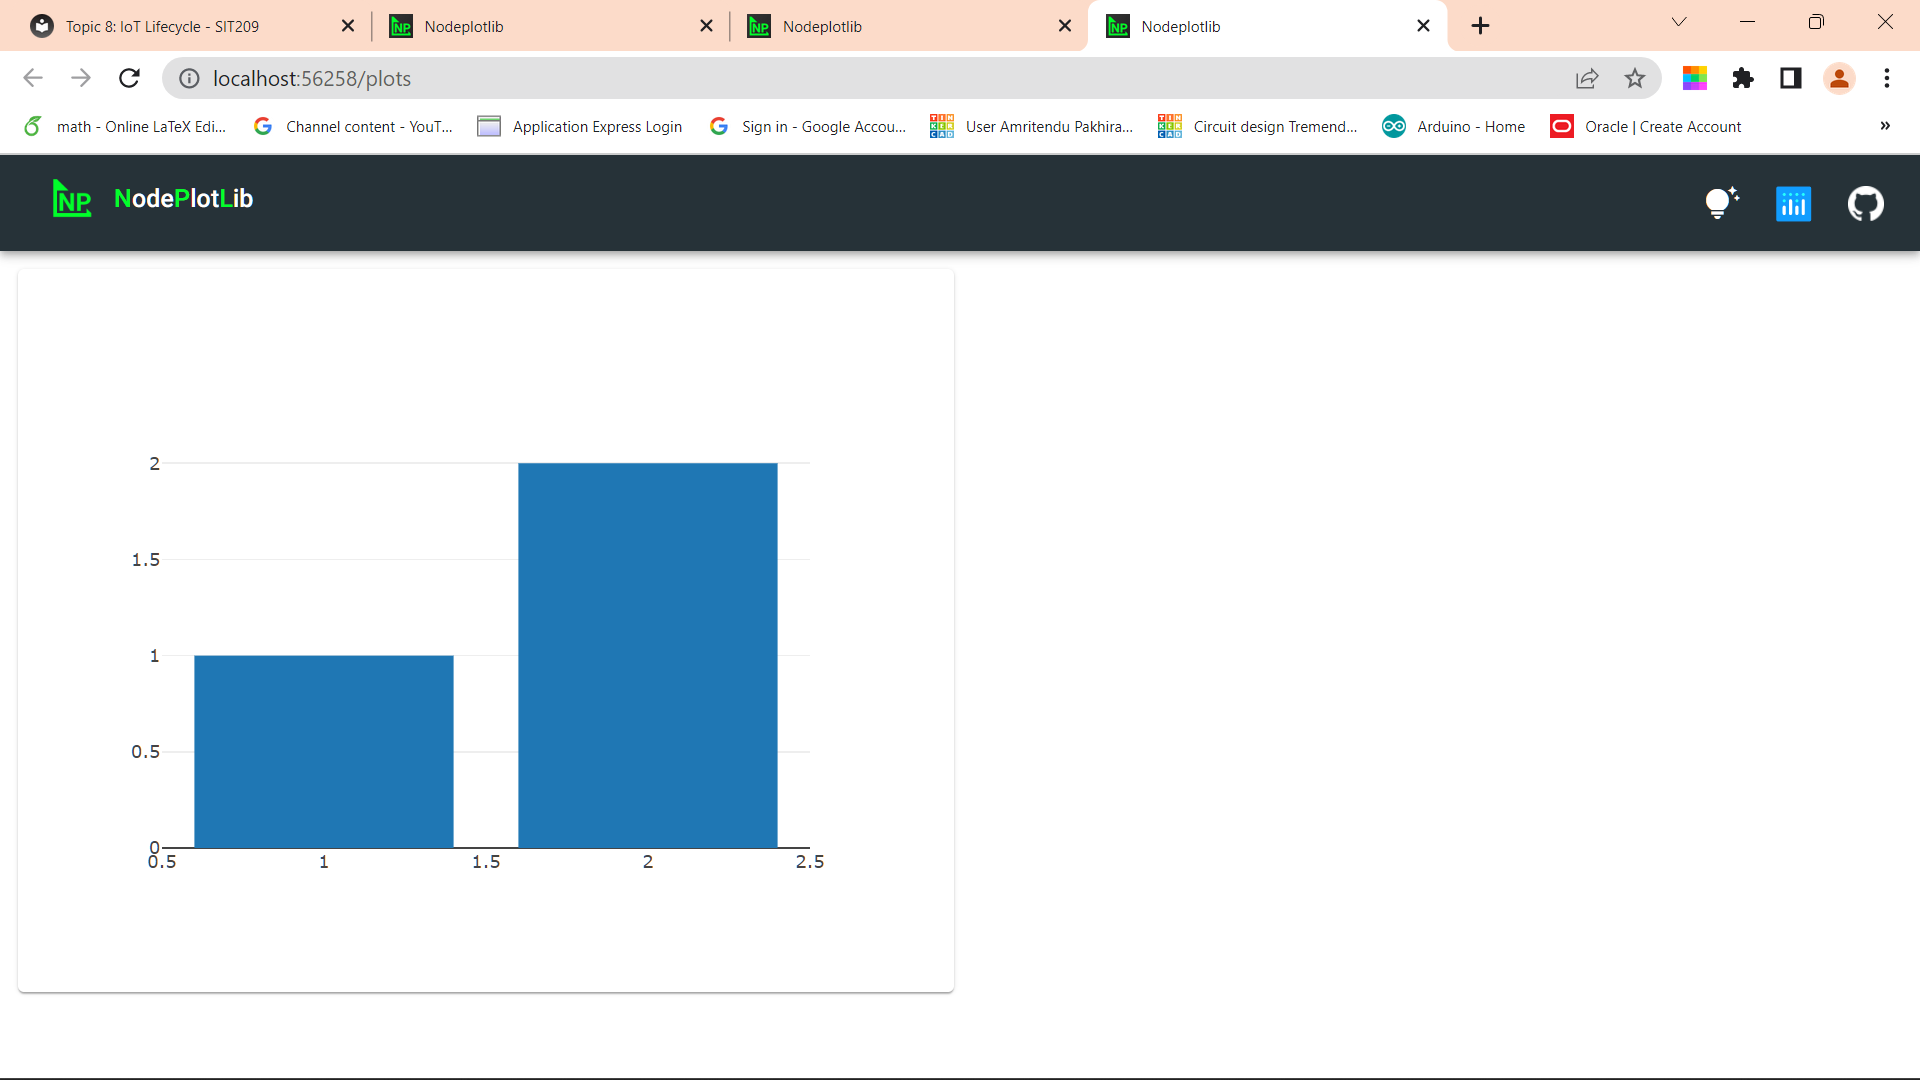 Topic 8: IoT Lifecycle - SIT209
Nodeplotlib
Nodeplotlib
Nodeplotlib
localhost:56258/plots
math - Online LaTeX Edi...
Channel content - YouT...
Application Express Login
Sign in - Google Accou...
User Amritendu Pakhira...
Circuit design Tremend...
Arduino - Home
Oracle | Create Account
»
NP NodePlotLib
2
1.5
1
0.5
0
0.5 1 1.5 2 2.5